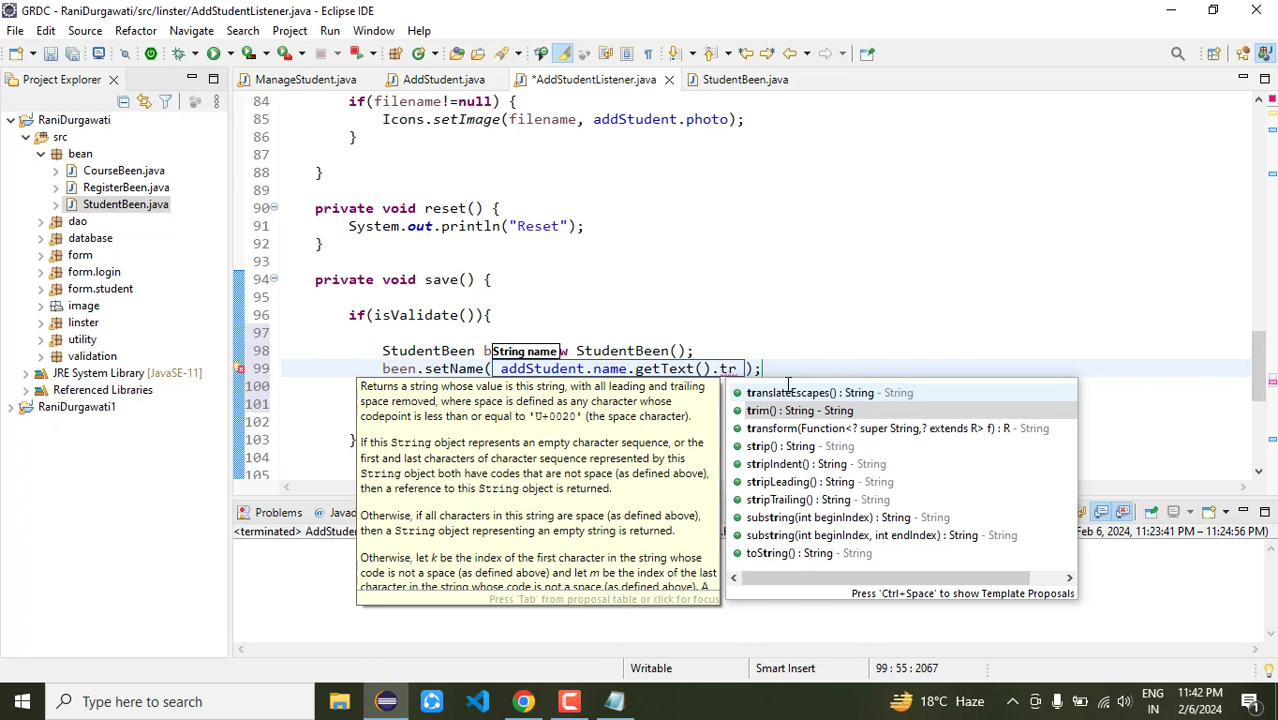 GRDC - RaniDurgawati/src/linster/AddStudentListener.java - Eclipse IDE
File Edit Source Refactor Navigate Search Project Run Window Help
Project Explorer
ManageStudent.java
AddStudent.java
*AddStudentListener.java
StudentBeen.java
RaniDurgawati
src
bean
CourseBeen.java
RegisterBeen.java
StudentBeen.java
dao
database
form
form.login
form.student
image
linster
utility
validation
JRE System Library [JavaSE-11]
Referenced Libraries
RaniDurgawati1
84 if(filename!=null) {
85 Icons.setImage(filename, addStudent.photo);
86 }
87
88 }
89
90 private void reset() {
91 System.out.println("Reset");
92 }
93
94 private void save() {
95
96 if(isValidate()){
97
98 StudentBeen b String name w StudentBeen();
99 been.setName( addStudent.name.getText().tr );
100
101
102 }
103
104
105
Returns a string whose value is this string, with all leading and trailing
space removed, where space is defined as any character whose
codepoint is less than or equal to 'U+0020' (the space character).
If this String object represents an empty character sequence, or the
first and last characters of character sequence represented by this
String object both have codes that are not space (as defined above),
then a reference to this String object is returned.
Otherwise, if all characters in this string are space (as defined above),
then a String object representing an empty string is returned.
Otherwise, let k be the index of the first character in the string whose
code is not a space (as defined above) and let m be the index of the last
character in the string whose code is not a space (as defined above). A
Press 'Tab' from proposal table or click for focus
translateEscapes() : String - String
trim() : String - String
transform(Function<? super String,? extends R> f) : R - String
strip() : String - String
stripIndent() : String - String
stripLeading() : String - String
stripTrailing() : String - String
substring(int beginIndex) : String - String
substring(int beginIndex, int endIndex) : String - String
toString() : String - String
Press 'Ctrl+Space' to show Template Proposals
Problems
<terminated> AddStude
Feb 6, 2024, 11:23:41 PM – 11:24:56 PM
Writable
Smart Insert
99 : 55 : 2067
Type here to search
18°C Haze
ENG
IN
11:42 PM
2/6/2024
1